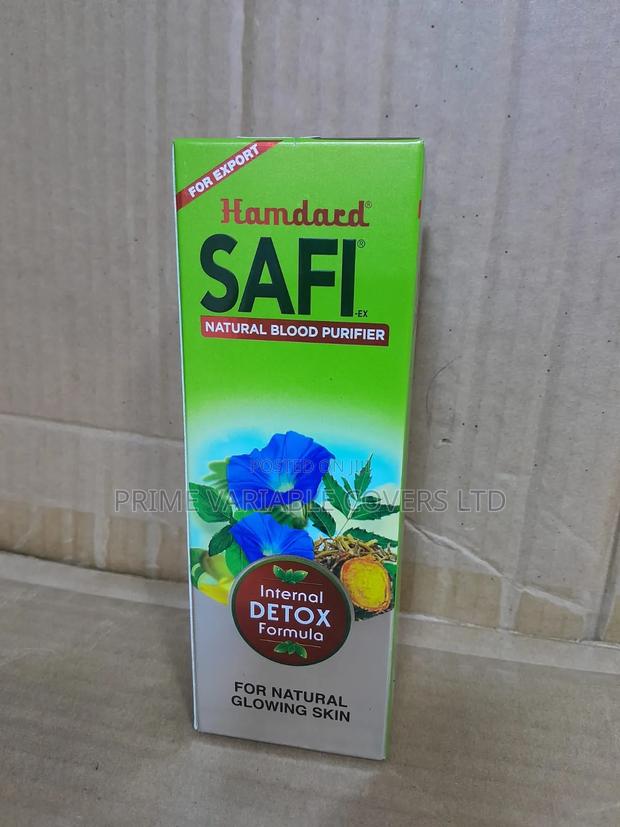 FOR EXPORT
Hamdard®
SAFI®
-EX
NATURAL BLOOD PURIFIER
POSTED ON JIJI
PRIME VARIABLE COVERS LTD
Internal
DETOX
Formula
FOR NATURAL
GLOWING SKIN